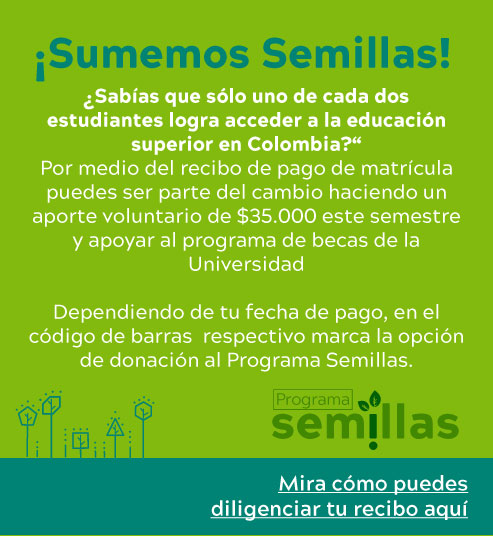 ¡Sumemos Semillas!
¿Sabías que sólo uno de cada dos
estudiantes logra acceder a la educación
superior en Colombia?“
Por medio del recibo de pago de matrícula
puedes ser parte del cambio haciendo un
aporte voluntario de $35.000 este semestre
y apoyar al programa de becas de la
Universidad
Dependiendo de tu fecha de pago, en el
código de barras respectivo marca la opción
de donación al Programa Semillas.
Programa
semillas
Mira cómo puedes
diligenciar tu recibo aquí